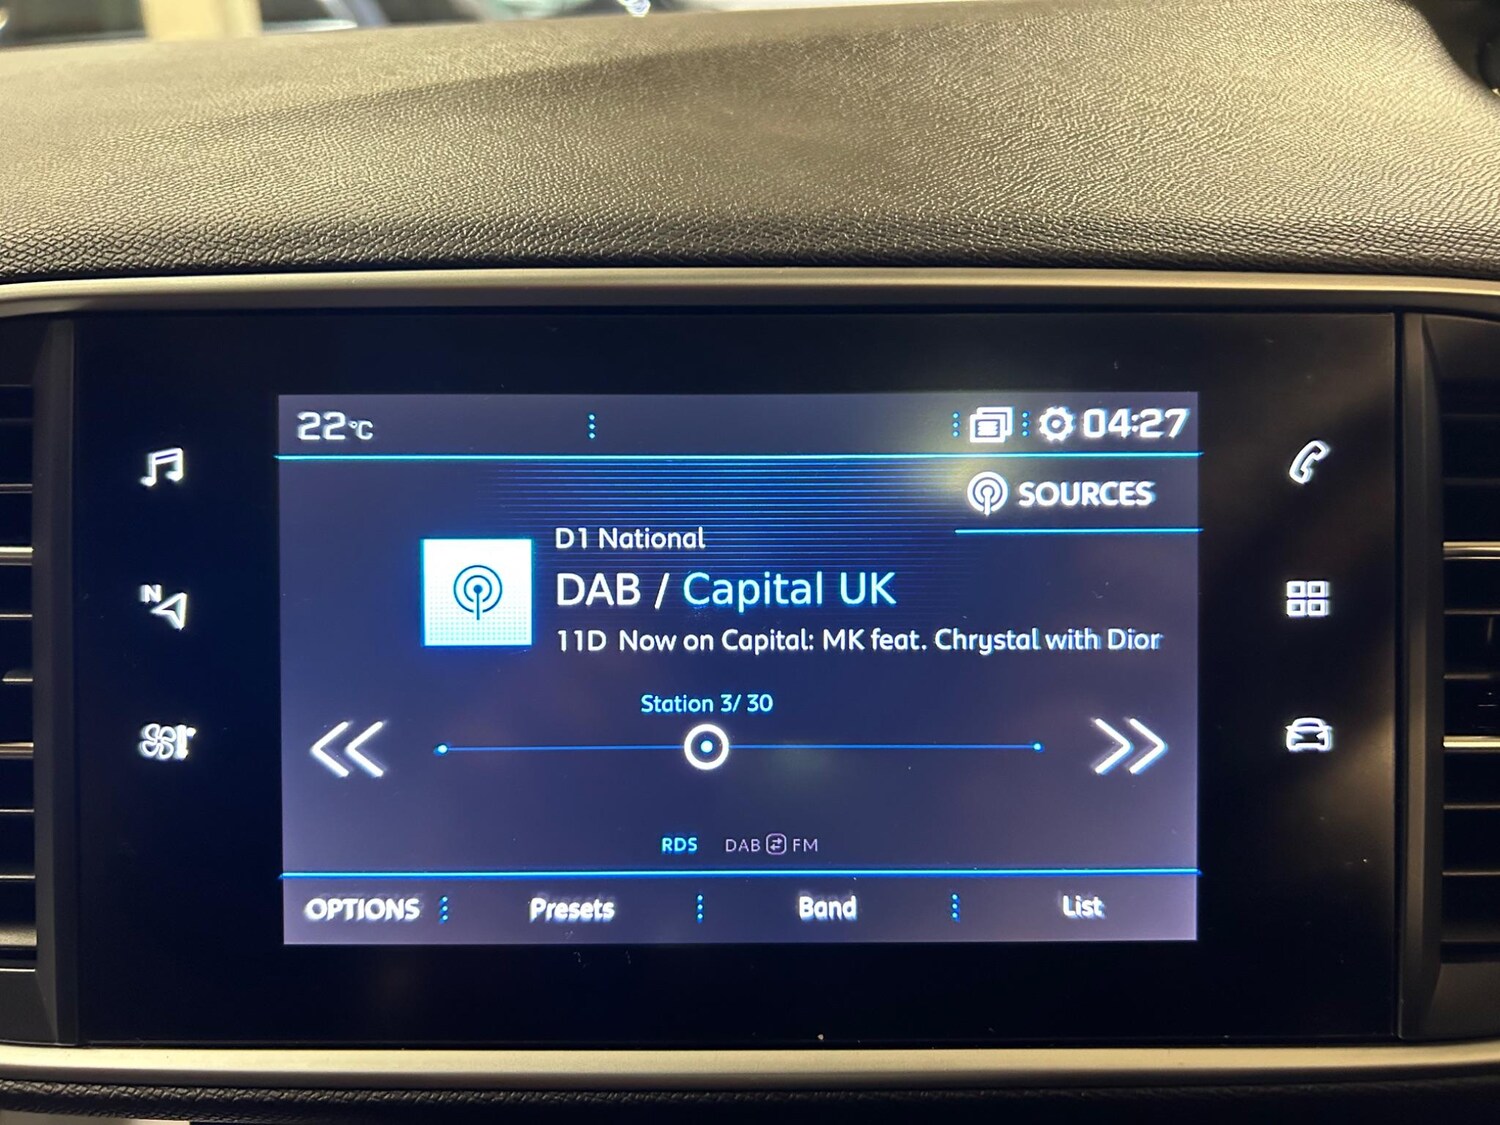 22°C
04:27
SOURCES
D1 National
DAB / Capital UK
11D Now on Capital: MK feat. Chrystal with Dior
Station 3/ 30
RDS DAB FM
OPTIONS Presets Band List
N